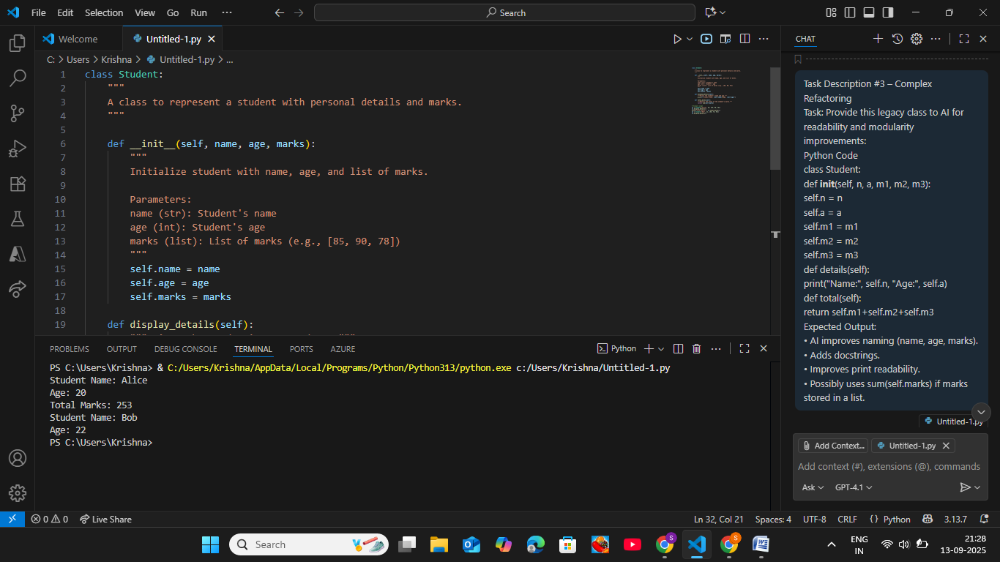 File Edit Selection View Go Run ··· Search
Welcome Untitled-1.py
C: > Users > Krishna > Untitled-1.py > ...
1 class Student:
2 """
3 A class to represent a student with personal details and marks.
4 """
5
6 def __init__(self, name, age, marks):
7 """
8 Initialize student with name, age, and list of marks.
9
10 Parameters:
11 name (str): Student's name
12 age (int): Student's age
13 marks (list): List of marks (e.g., [85, 90, 78])
14 """
15 self.name = name
16 self.age = age
17 self.marks = marks
18
19 def display_details(self):
PROBLEMS OUTPUT DEBUG CONSOLE TERMINAL PORTS AZURE Python
PS C:\Users\Krishna> & C:/Users/Krishna/AppData/Local/Programs/Python/Python313/python.exe c:/Users/Krishna/Untitled-1.py
Student Name: Alice
Age: 20
Total Marks: 253
Student Name: Bob
Age: 22
PS C:\Users\Krishna>
CHAT
Task Description #3 – Complex
Refactoring
Task: Provide this legacy class to AI for
readability and modularity
improvements:
Python Code
class Student:
def init(self, n, a, m1, m2, m3):
self.n = n
self.a = a
self.m1 = m1
self.m2 = m2
self.m3 = m3
def details(self):
print("Name:", self.n, "Age:", self.a)
def total(self):
return self.m1+self.m2+self.m3
Expected Output:
• AI improves naming (name, age, marks).
• Adds docstrings.
• Improves print readability.
• Possibly uses sum(self.marks) if marks
stored in a list.
Untitled-1.py
Add Context... Untitled-1.py
Add context (#), extensions (@), commands
Ask GPT-4.1
0 0 Live Share Ln 32, Col 21 Spaces: 4 UTF-8 CRLF { } Python 3.13.7
Search S S ENG 21:28
IN 13-09-2025